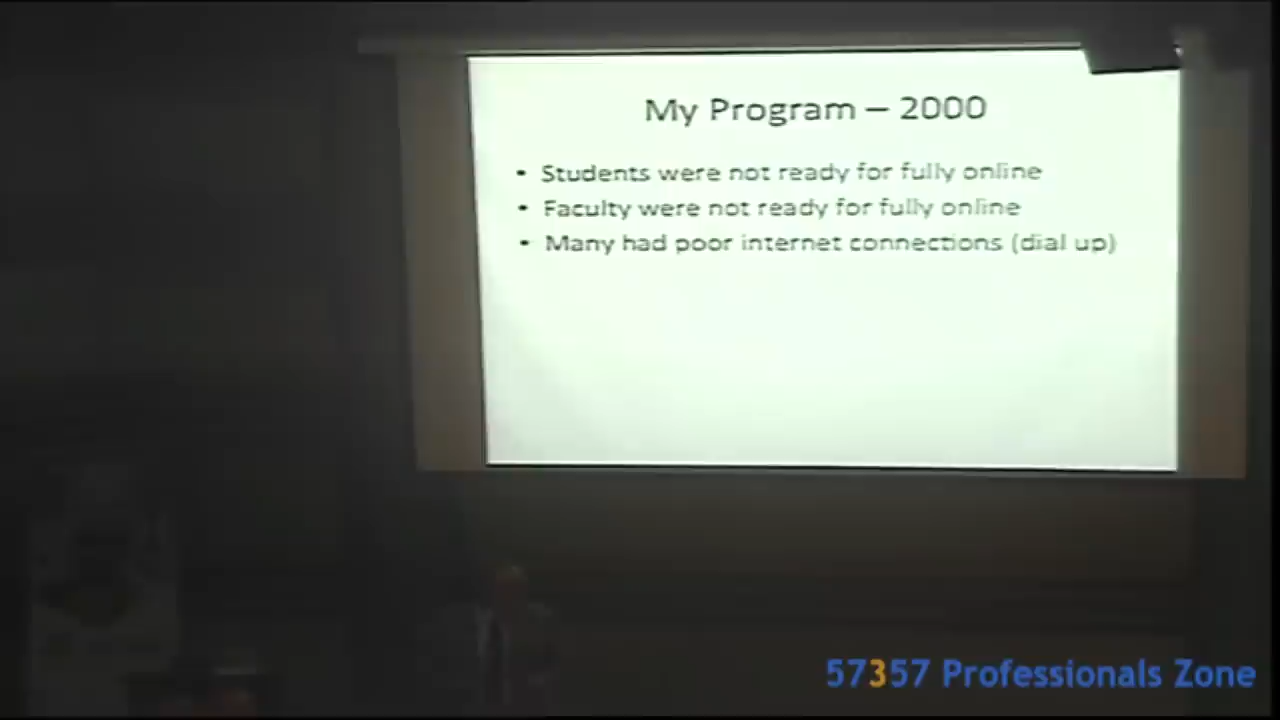 My Program – 2000
• Students were not ready for fully online
• Faculty were not ready for fully online
• Many had poor internet connections (dial up)
57357 Professionals Zone